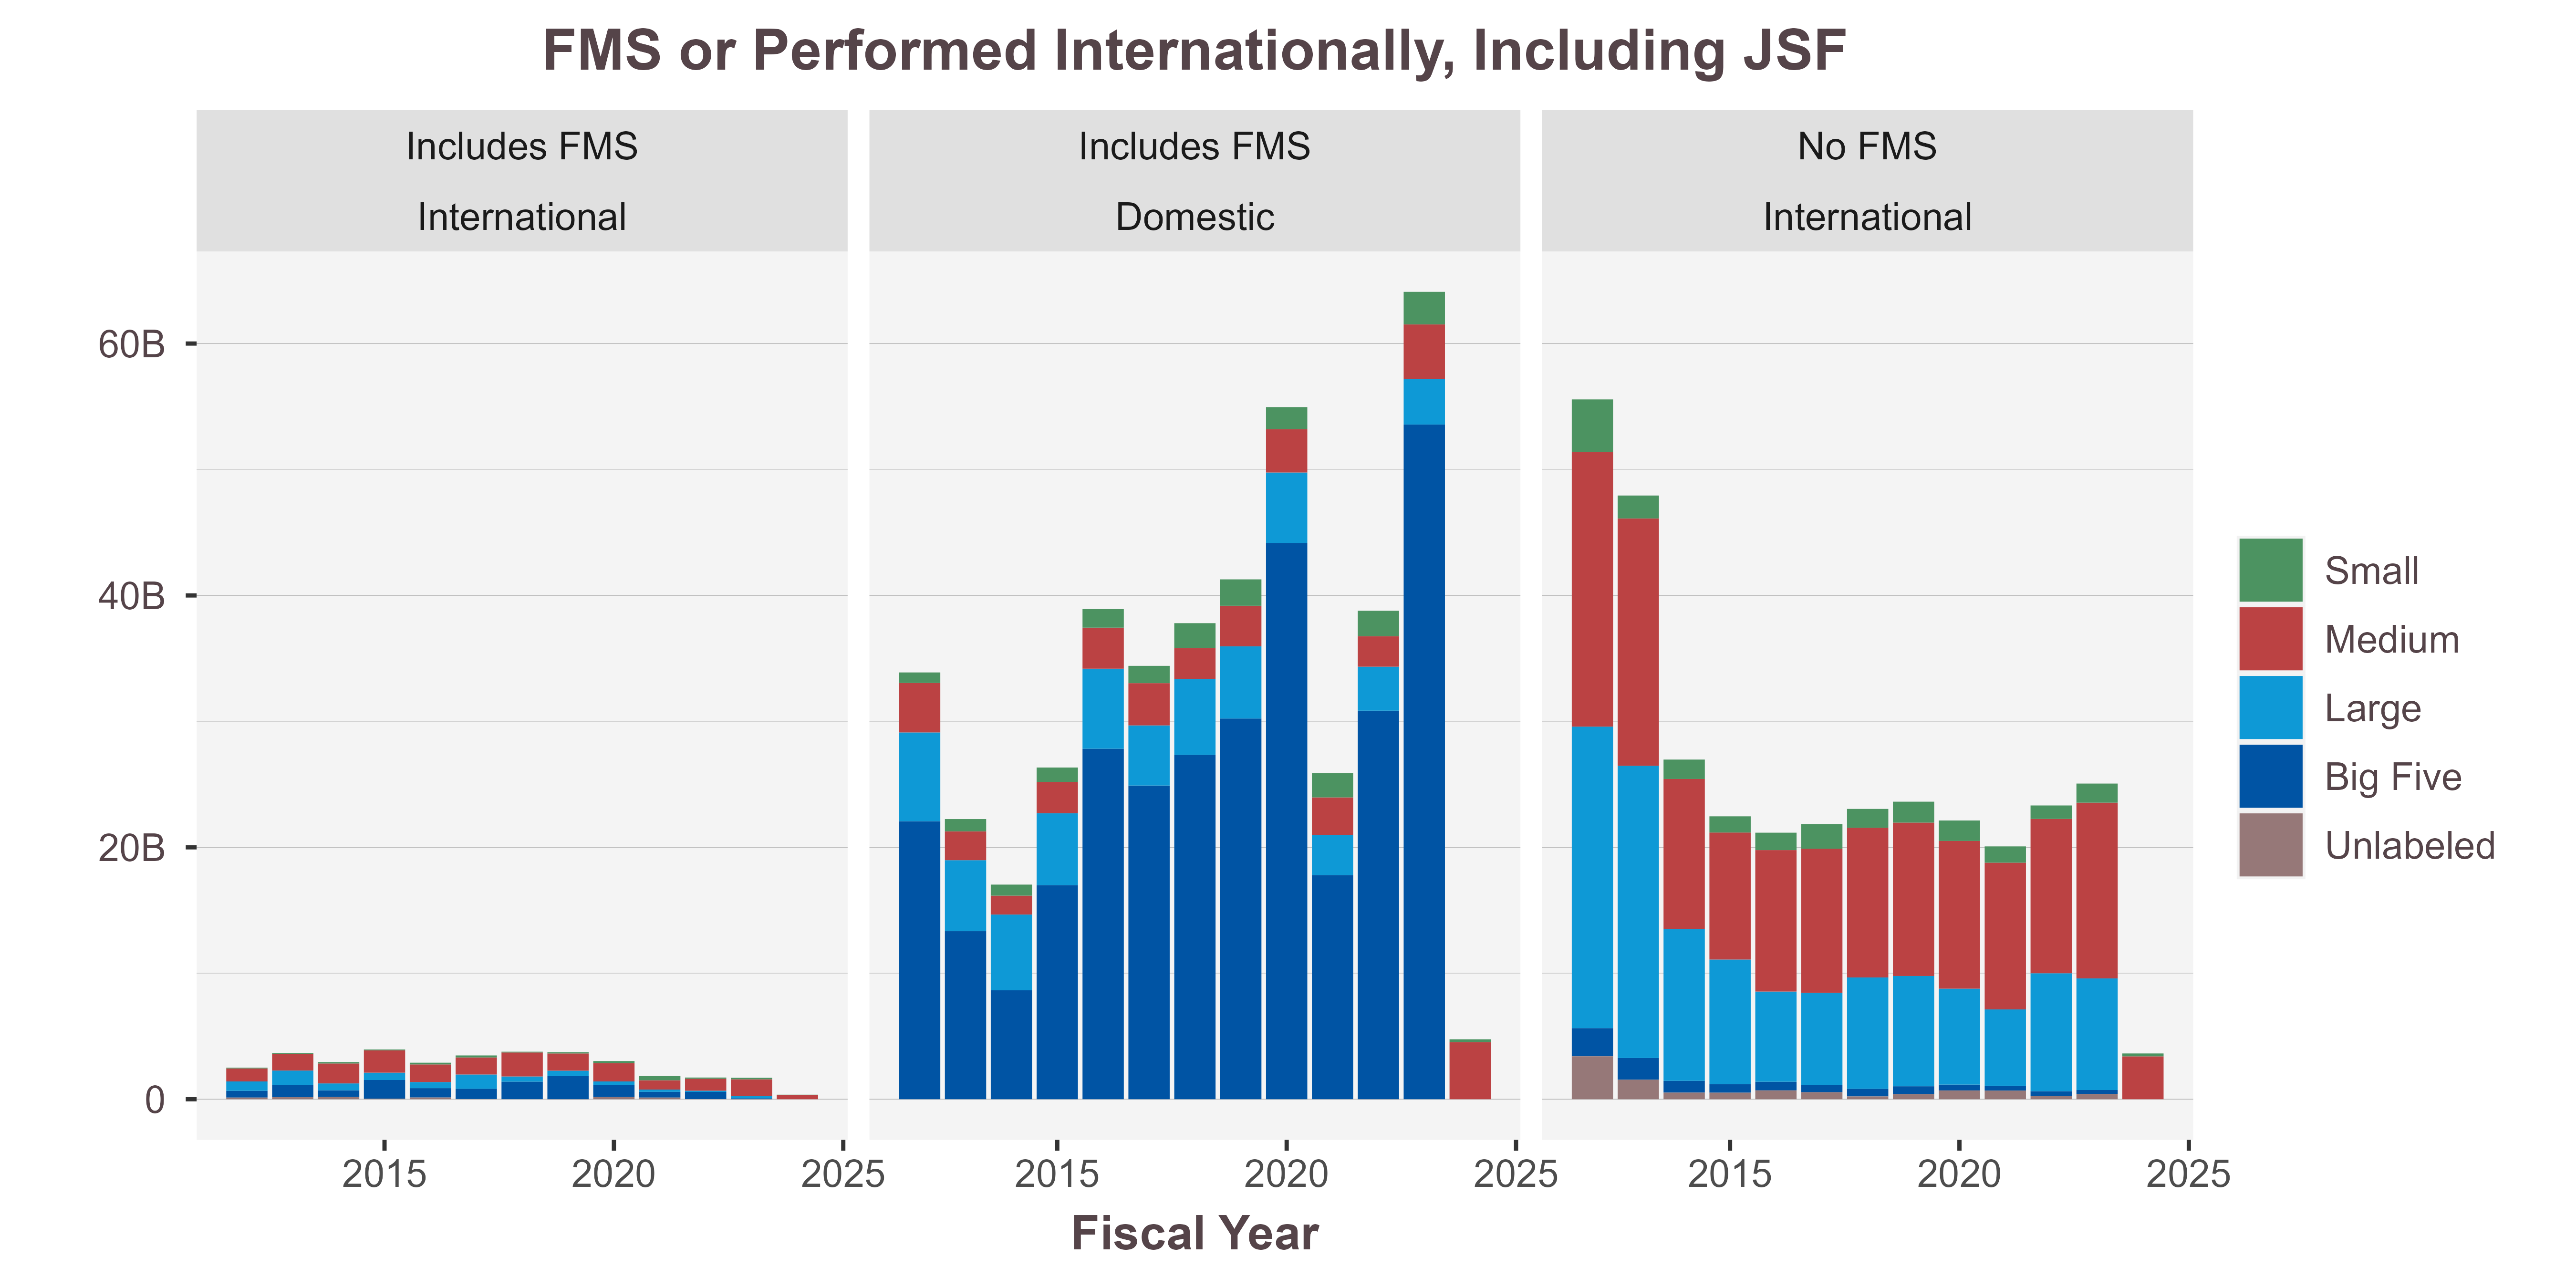 FMS or Performed Internationally, Including JSF
Includes FMS
International
Includes FMS
Domestic
No FMS
International
60B
40B
20B
0
2015
2020
2025
2015
2020
2025
2015
2020
2025
Fiscal Year
Small
Medium
Large
Big Five
Unlabeled